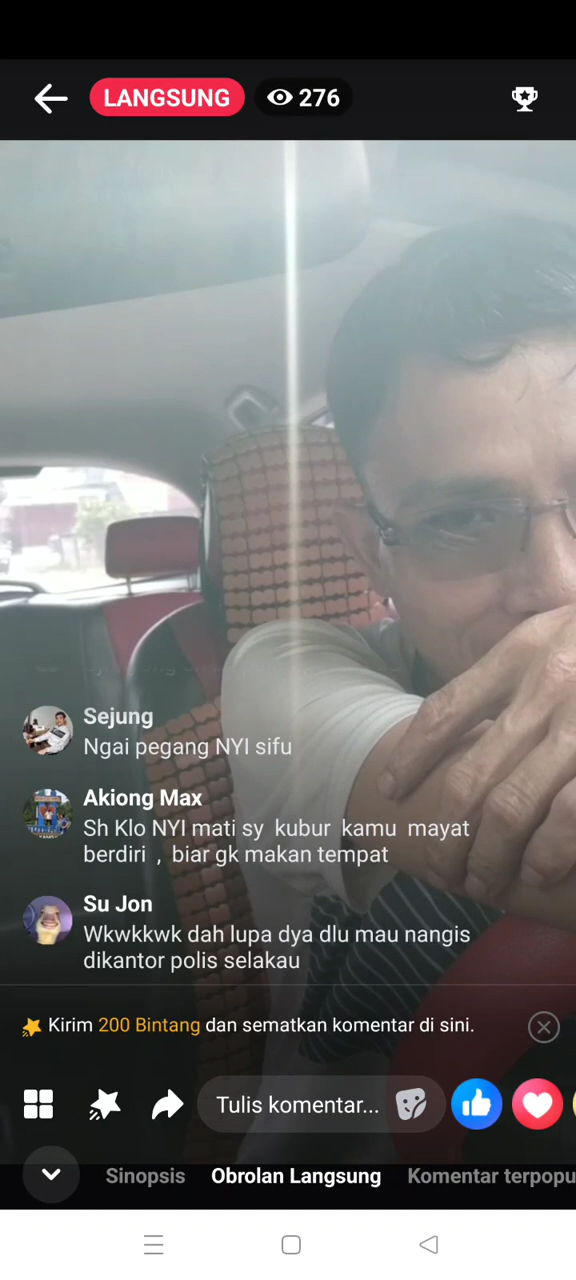 LANGSUNG 276
Sejung
Ngai pegang NYI sifu
Akiong Max
Sh Klo NYI mati sy kubur kamu mayat
berdiri , biar gk makan tempat
Su Jon
Wkwkkwk dah lupa dya dlu mau nangis
dikantor polis selakau
Kirim 200 Bintang dan sematkan komentar di sini.
Tulis komentar...
Sinopsis Obrolan Langsung Komentar terpopu